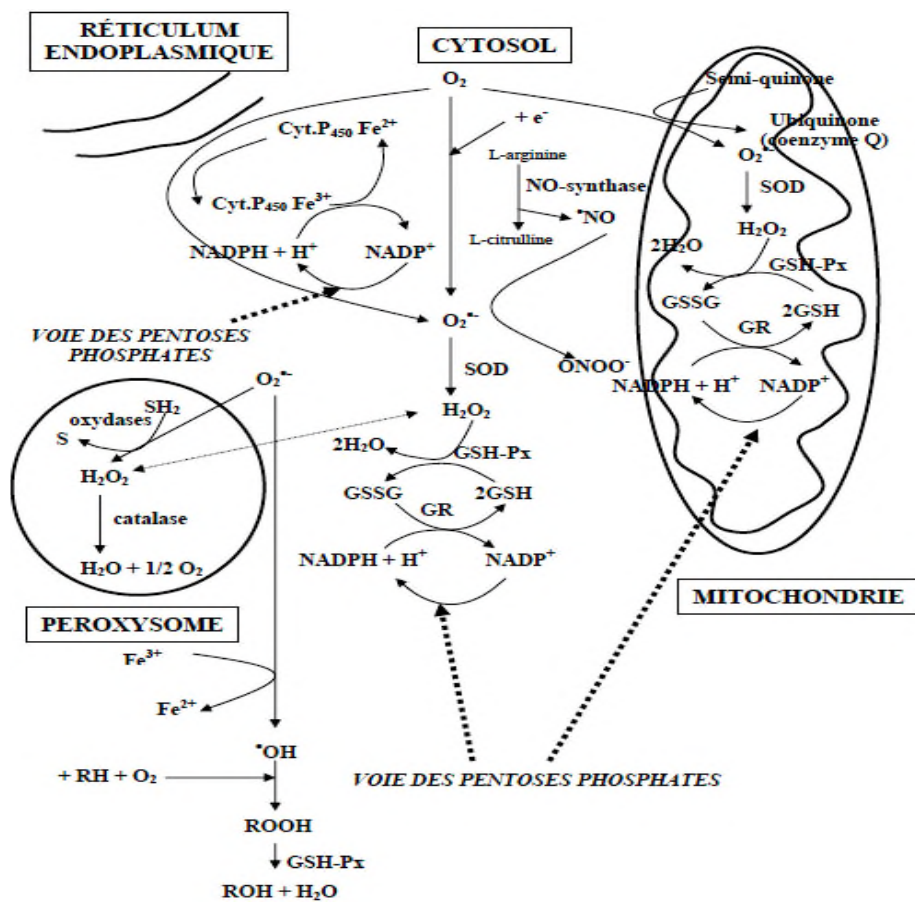 RÉTICULUM
ENDOPLASMIQUE
CYTOSOL
O₂
Semi-quinone
+ e⁻
Cyt.P₄₅₀ Fe²⁺
Ubiquinone
(coenzyme Q)
L-arginine
O₂•⁻
NO-synthase
SOD
Cyt.P₄₅₀ Fe³⁺
•NO
H₂O₂
L-citrulline
2H₂O
NADPH + H⁺
NADP⁺
GSH-Px
GSSG
2GSH
O₂•⁻
GR
VOIE DES PENTOSES
PHOSPHATES
SOD
ONOO⁻
O₂•⁻
NADPH + H⁺
NADP⁺
SH₂
oxydases
S
H₂O₂
2H₂O
GSH-Px
H₂O₂
GSSG
2GSH
catalase
GR
H₂O + 1/2 O₂
NADPH + H⁺
NADP⁺
MITOCHONDRIE
PEROXYSOME
Fe³⁺
Fe²⁺
•OH
+ RH + O₂
VOIE DES PENTOSES PHOSPHATES
ROOH
GSH-Px
ROH + H₂O